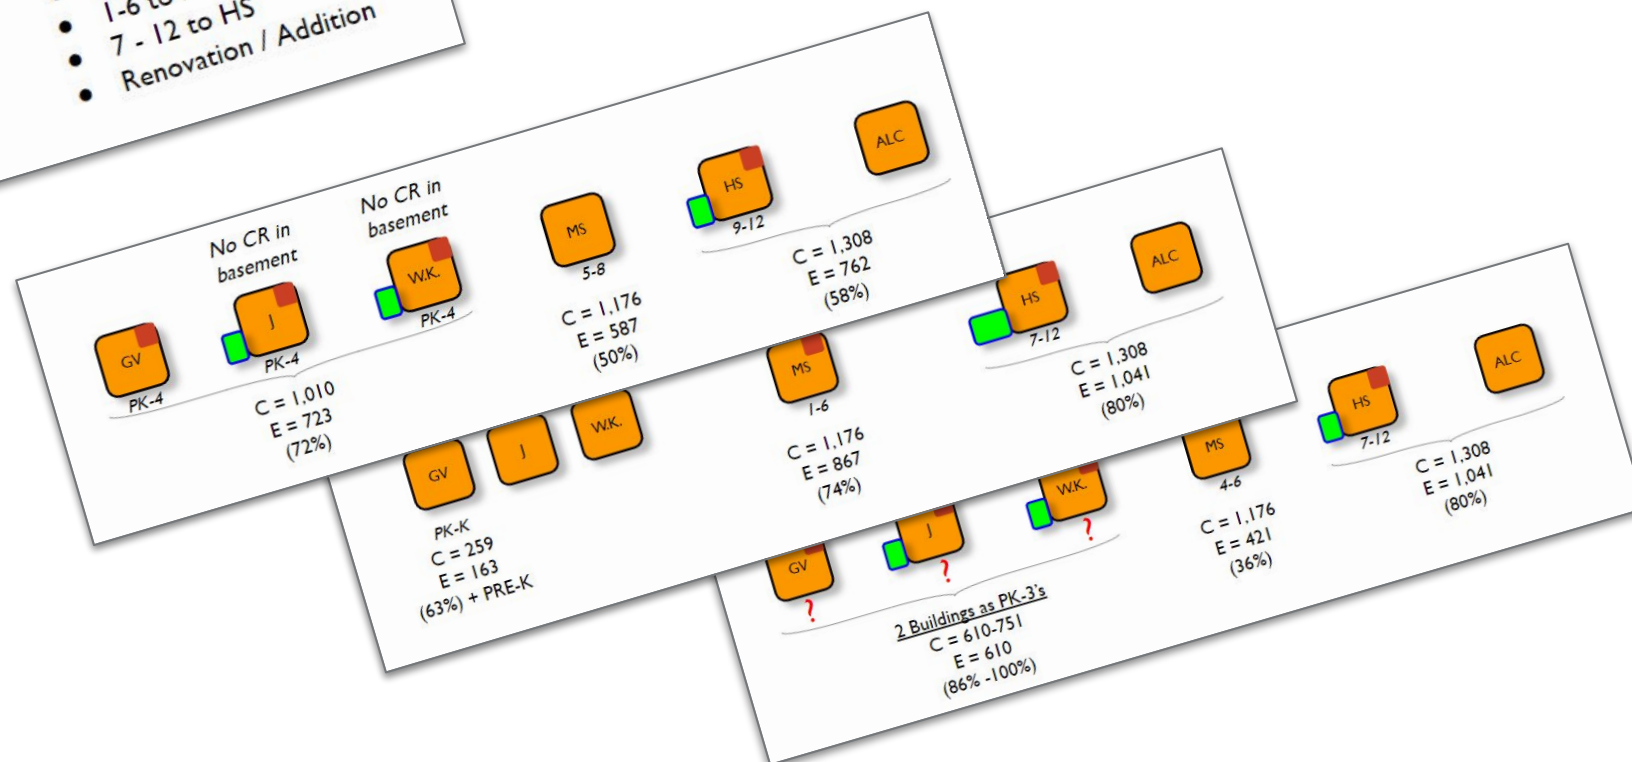 1-6 to
7 - 12 to HS
Renovation / Addition
No CR in
basement
No CR in
basement
GV
PK-4
J
PK-4
W.K.
PK-4
C = 1,010
E = 723
(72%)
MS
5-8
C = 1,176
E = 587
(50%)
HS
9-12
ALC
C = 1,308
E = 762
(58%)
GV
J
W.K.
PK-K
C = 259
E = 163
(63%) + PRE-K
MS
1-6
C = 1,176
E = 867
(74%)
HS
7-12
ALC
C = 1,308
E = 1,041
(80%)
GV
?
J
?
W.K.
?
2 Buildings as PK-3's
C = 610-751
E = 610
(86% -100%)
MS
4-6
C = 1,176
E = 421
(36%)
HS
7-12
ALC
C = 1,308
E = 1,041
(80%)